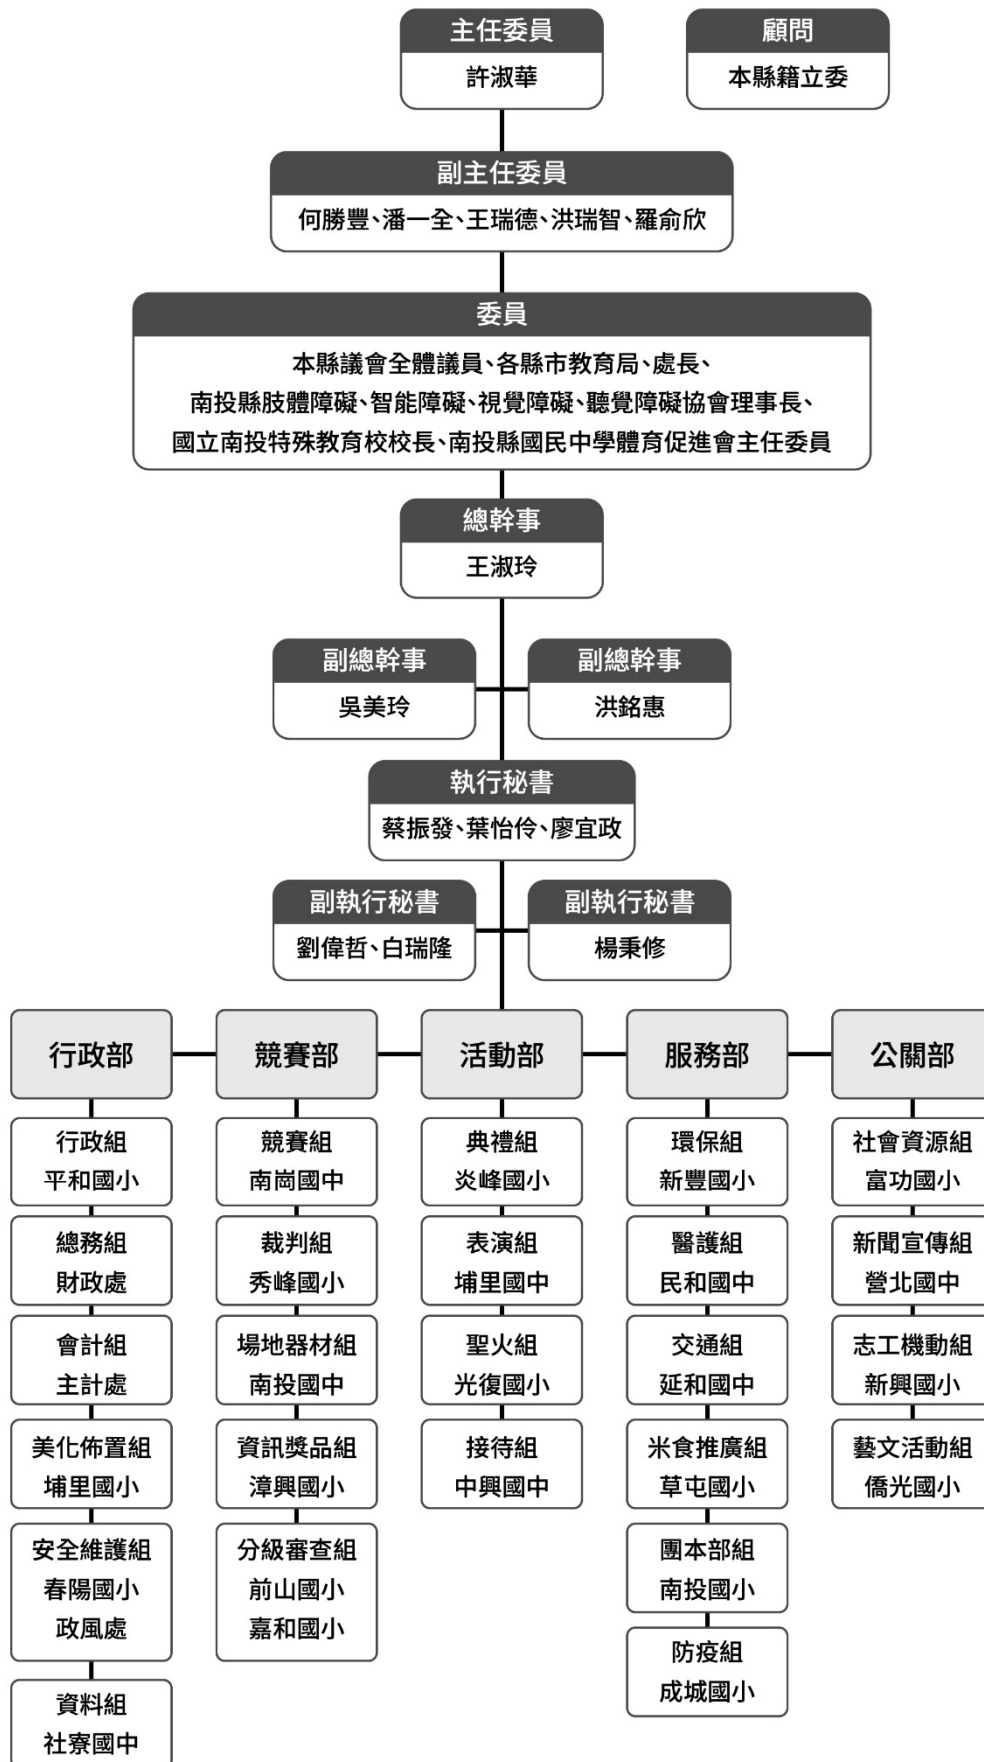 主任委員
許淑華
顧問
本縣籍立委
副主任委員
何勝豐、潘一全、王瑞德、洪瑞智、羅俞欣
委員
本縣議會全體議員、各縣市教育局、處長、
南投縣肢體障礙、智能障礙、視覺障礙、聽覺障礙協會理事長、
國立南投特殊教育校校長、南投縣國民中學體育促進會主任委員
總幹事
王淑玲
副總幹事
吳美玲
副總幹事
洪銘惠
執行秘書
蔡振發、葉怡伶、廖宜政
副執行秘書
劉偉哲、白瑞隆
副執行秘書
楊秉修
行政部
行政組
平和國小
總務組
財政處
會計組
主計處
美化佈置組
埔里國小
安全維護組
春陽國小
政風處
資料組
社寮國中
競賽部
競賽組
南崗國中
裁判組
秀峰國小
場地器材組
南投國中
資訊獎品組
漳興國小
分級審查組
前山國小
嘉和國小
活動部
典禮組
炎峰國小
表演組
埔里國中
聖火組
光復國小
接待組
中興國中
服務部
環保組
新豐國小
醫護組
民和國中
交通組
延和國中
米食推廣組
草屯國小
團本部組
南投國小
防疫組
成城國小
公關部
社會資源組
富功國小
新聞宣傳組
營北國中
志工機動組
新興國小
藝文活動組
僑光國小